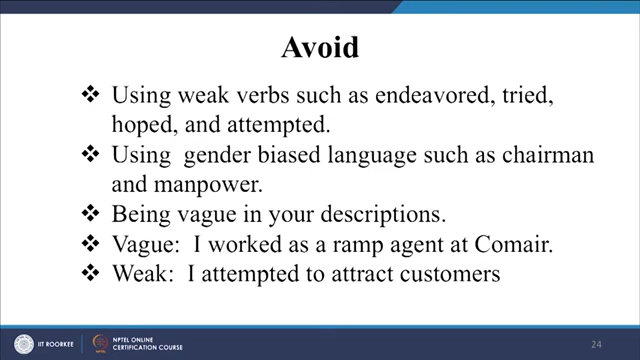 Avoid
❖ Using weak verbs such as endeavored, tried,
hoped, and attempted.
❖ Using gender biased language such as chairman
and manpower.
❖ Being vague in your descriptions.
❖ Vague: I worked as a ramp agent at Comair.
❖ Weak: I attempted to attract customers
IIT ROORKEE
NPTEL ONLINE
CERTIFICATION COURSE
24